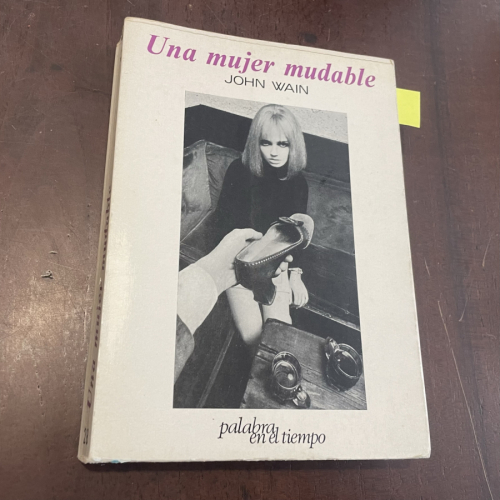 Una mujer mudable
JOHN WAIN
palabra
en el tiempo